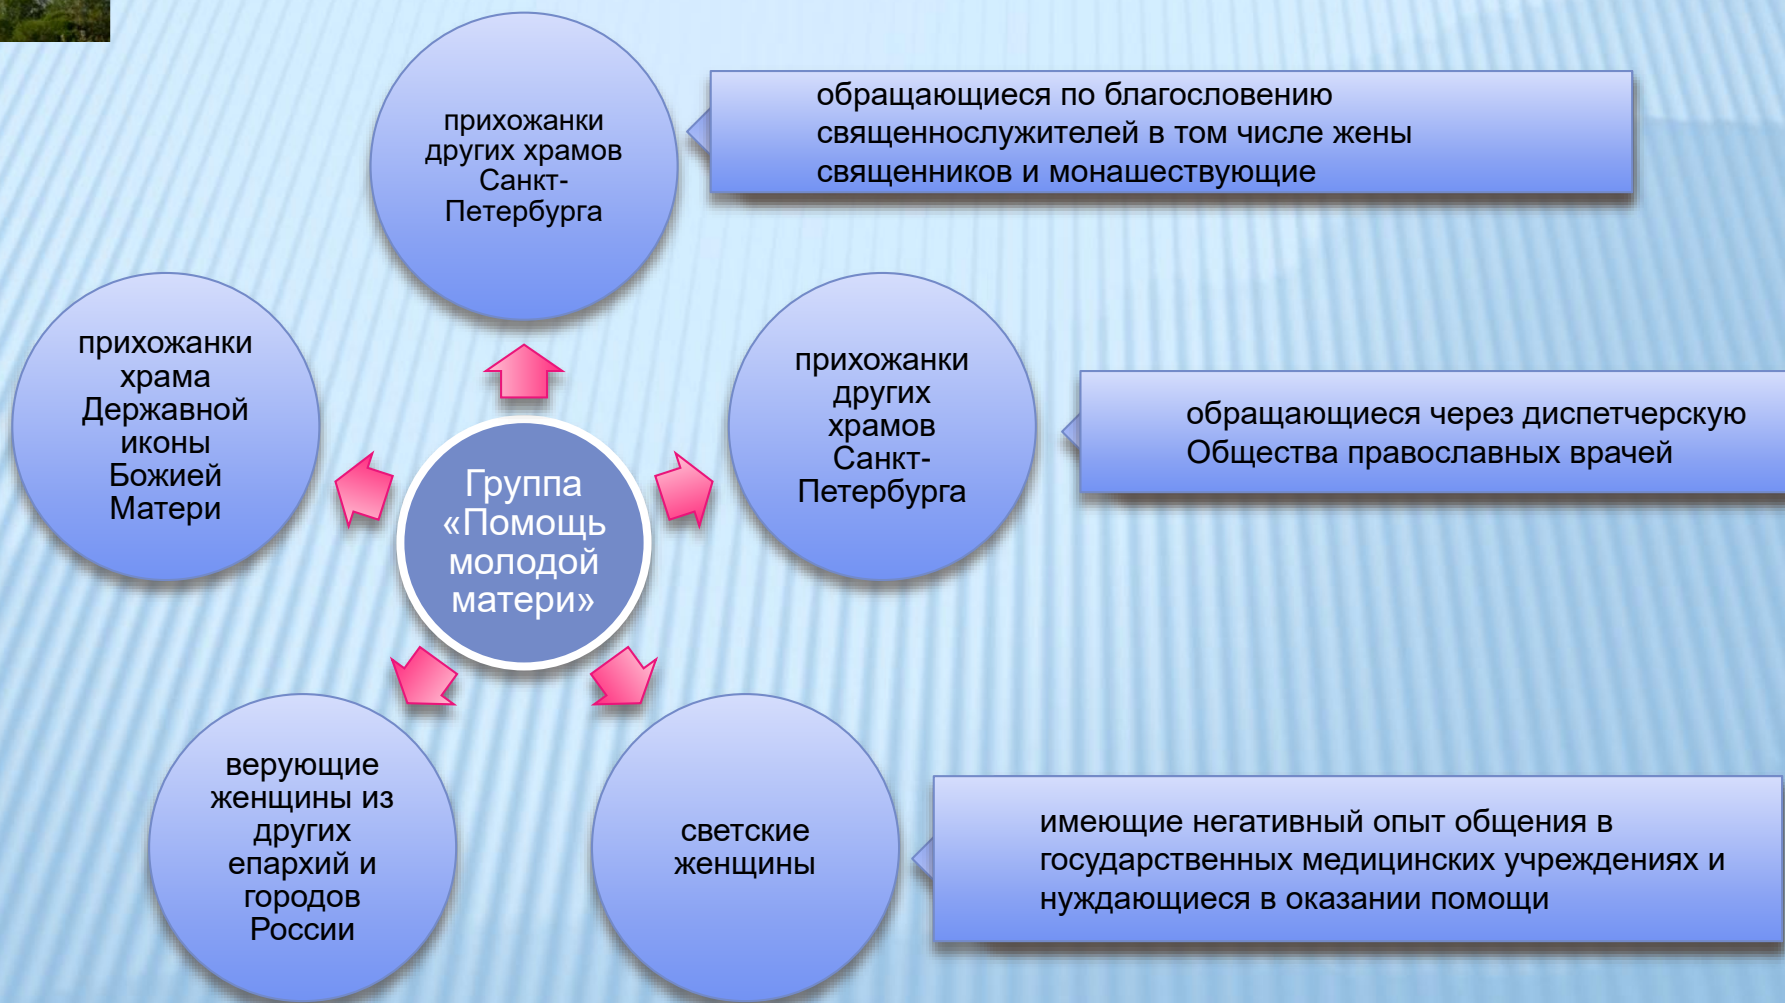 прихожанки
других храмов
Санкт-
Петербурга
обращающиеся по благословению
священнослужителей в том числе жены
священников и монашествующие
прихожанки
храма
Державной
иконы
Божией
Матери
прихожанки
других
храмов
Санкт-
Петербурга
обращающиеся через диспетчерскую
Общества православных врачей
Группа
«Помощь
молодой
матери»
верующие
женщины из
других
епархий и
городов
России
светские
женщины
имеющие негативный опыт общения в
государственных медицинских учреждениях и
нуждающиеся в оказании помощи